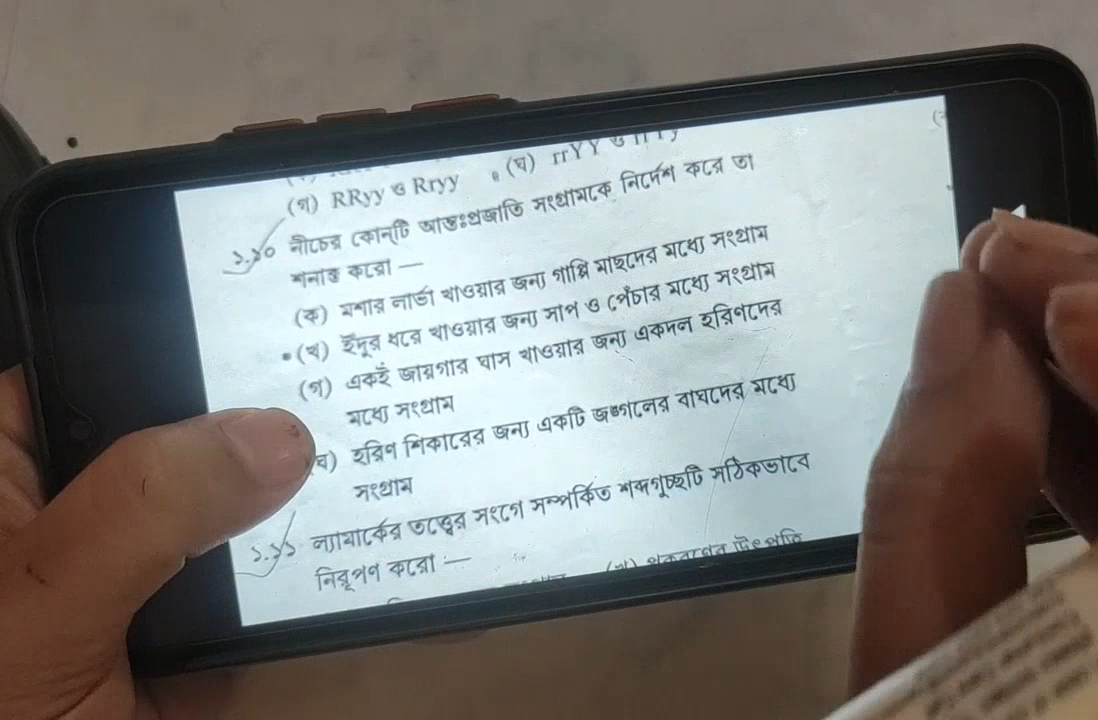 (গ) RRyy ও Rryy (ঘ) rrYY ও
১.১০ নীচের কোন্‌টি আন্তঃপ্রজাতি সংগ্রামকে নির্দেশ করে তা
শনাক্ত করো —
(ক) মশার লার্ভা খাওয়ার জন্য গাপ্পি মাছদের মধ্যে সংগ্রাম
(খ) ইঁদুর ধরে খাওয়ার জন্য সাপ ও পেঁচার মধ্যে সংগ্রাম
(গ) একই জায়গার ঘাস খাওয়ার জন্য একদল হরিণদের
মধ্যে সংগ্রাম
(ঘ) হরিণ শিকারের জন্য একটি জঙ্গলের বাঘদের মধ্যে
সংগ্রাম
১.১১ ল্যামার্কের তত্ত্বের সংগে সম্পর্কিত শব্দগুচ্ছটি সঠিকভাবে
নিরূপণ করো :—